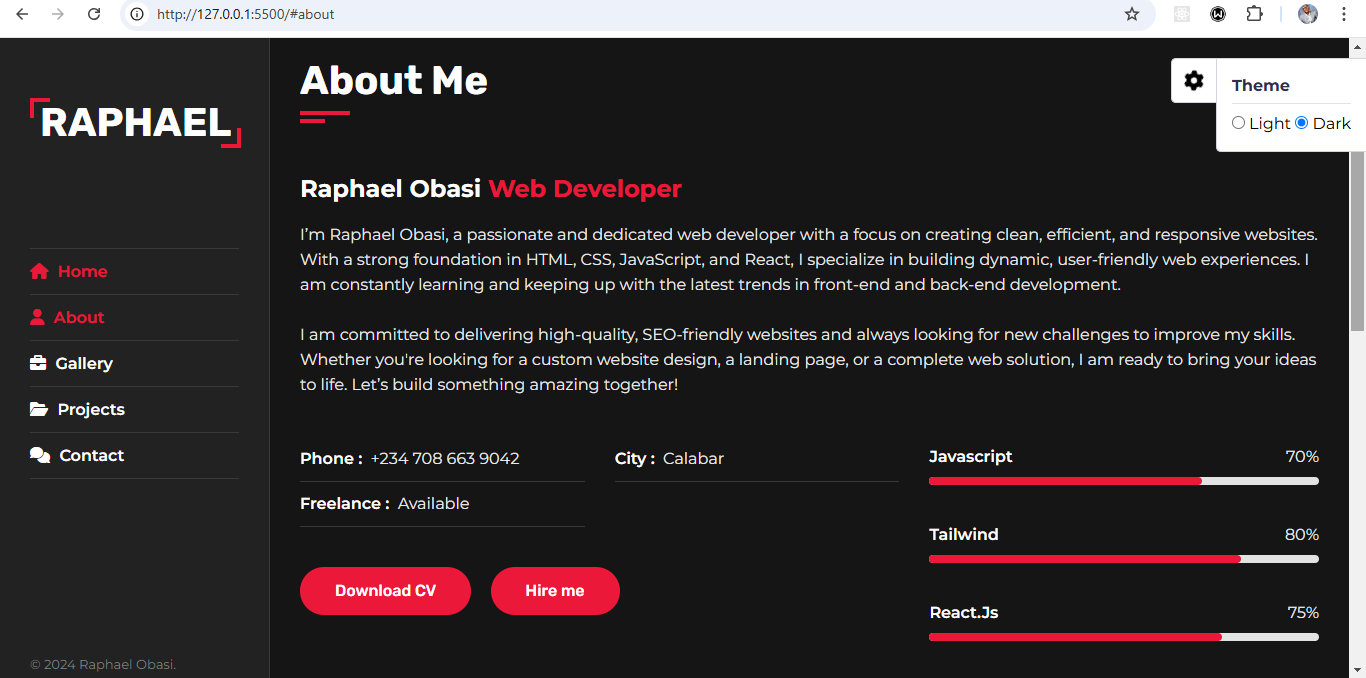 http://127.0.0.1:5500/#about
RAPHAEL
Home
About
Gallery
Projects
Contact
© 2024 Raphael Obasi.
About Me
Theme
Light Dark
Raphael Obasi Web Developer
I’m Raphael Obasi, a passionate and dedicated web developer with a focus on creating clean, efficient, and responsive websites.
With a strong foundation in HTML, CSS, JavaScript, and React, I specialize in building dynamic, user-friendly web experiences. I
am constantly learning and keeping up with the latest trends in front-end and back-end development.
I am committed to delivering high-quality, SEO-friendly websites and always looking for new challenges to improve my skills.
Whether you're looking for a custom website design, a landing page, or a complete web solution, I am ready to bring your ideas
to life. Let’s build something amazing together!
Phone : +234 708 663 9042
City : Calabar
Freelance : Available
Download CV
Hire me
Javascript 70%
Tailwind 80%
React.Js 75%